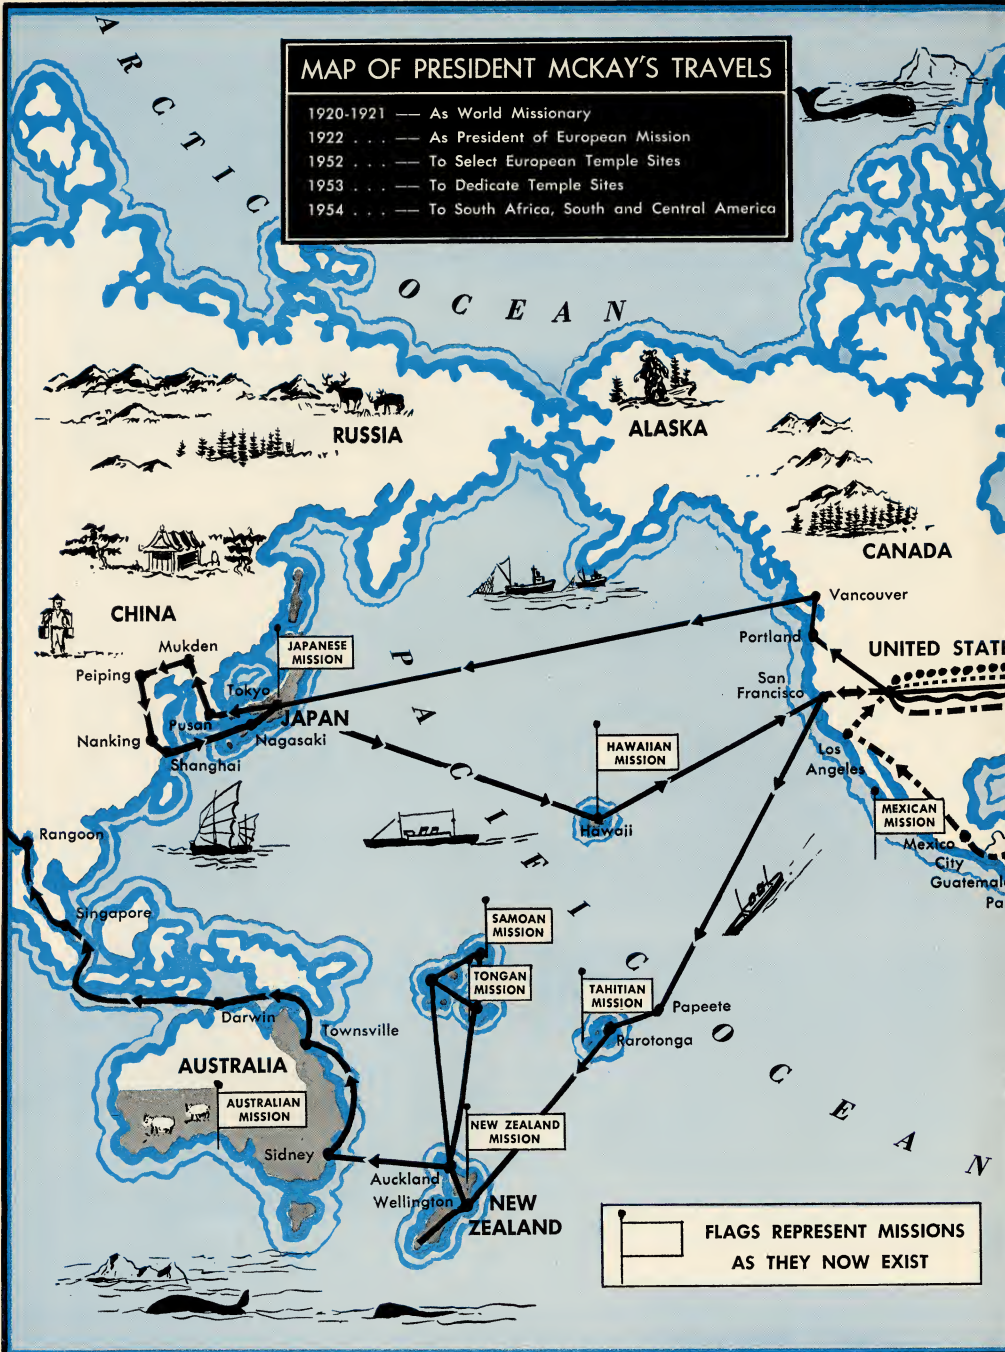 ARCTIC OCEAN
MAP OF PRESIDENT MCKAY'S TRAVELS
1920-1921 —— As World Missionary
1922 . . . —— As President of European Mission
1952 . . . —— To Select European Temple Sites
1953 . . . —— To Dedicate Temple Sites
1954 . . . —— To South Africa, South and Central America
RUSSIA
ALASKA
CANADA
CHINA
Vancouver
Portland
UNITED STATE
JAPANESE
MISSION
Mukden
Peiping
Tokyo
San
Francisco
Pusan
JAPAN
Nagasaki
Nanking
Shanghai
PACIFIC OCEAN
HAWAIIAN
MISSION
Los
Angeles
Hawaii
MEXICAN
MISSION
Mexico
City
Guatemal
Pa
Rangoon
Singapore
SAMOAN
MISSION
TONGAN
MISSION
TAHITIAN
MISSION
Papeete
Rarotonga
Darwin
Townsville
AUSTRALIA
AUSTRALIAN
MISSION
NEW ZEALAND
MISSION
Sidney
Auckland
Wellington
NEW
ZEALAND
FLAGS REPRESENT MISSIONS
AS THEY NOW EXIST